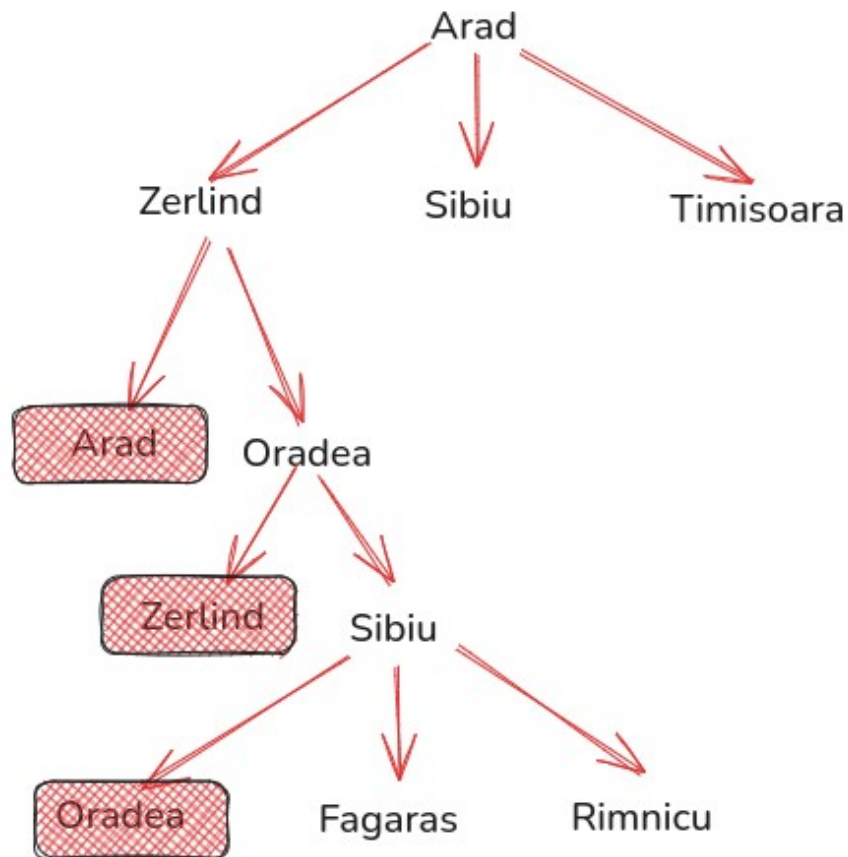 Arad
Zerlind Sibiu Timisoara
Arad Oradea
Zerlind Sibiu
Oradea Fagaras Rimnicu